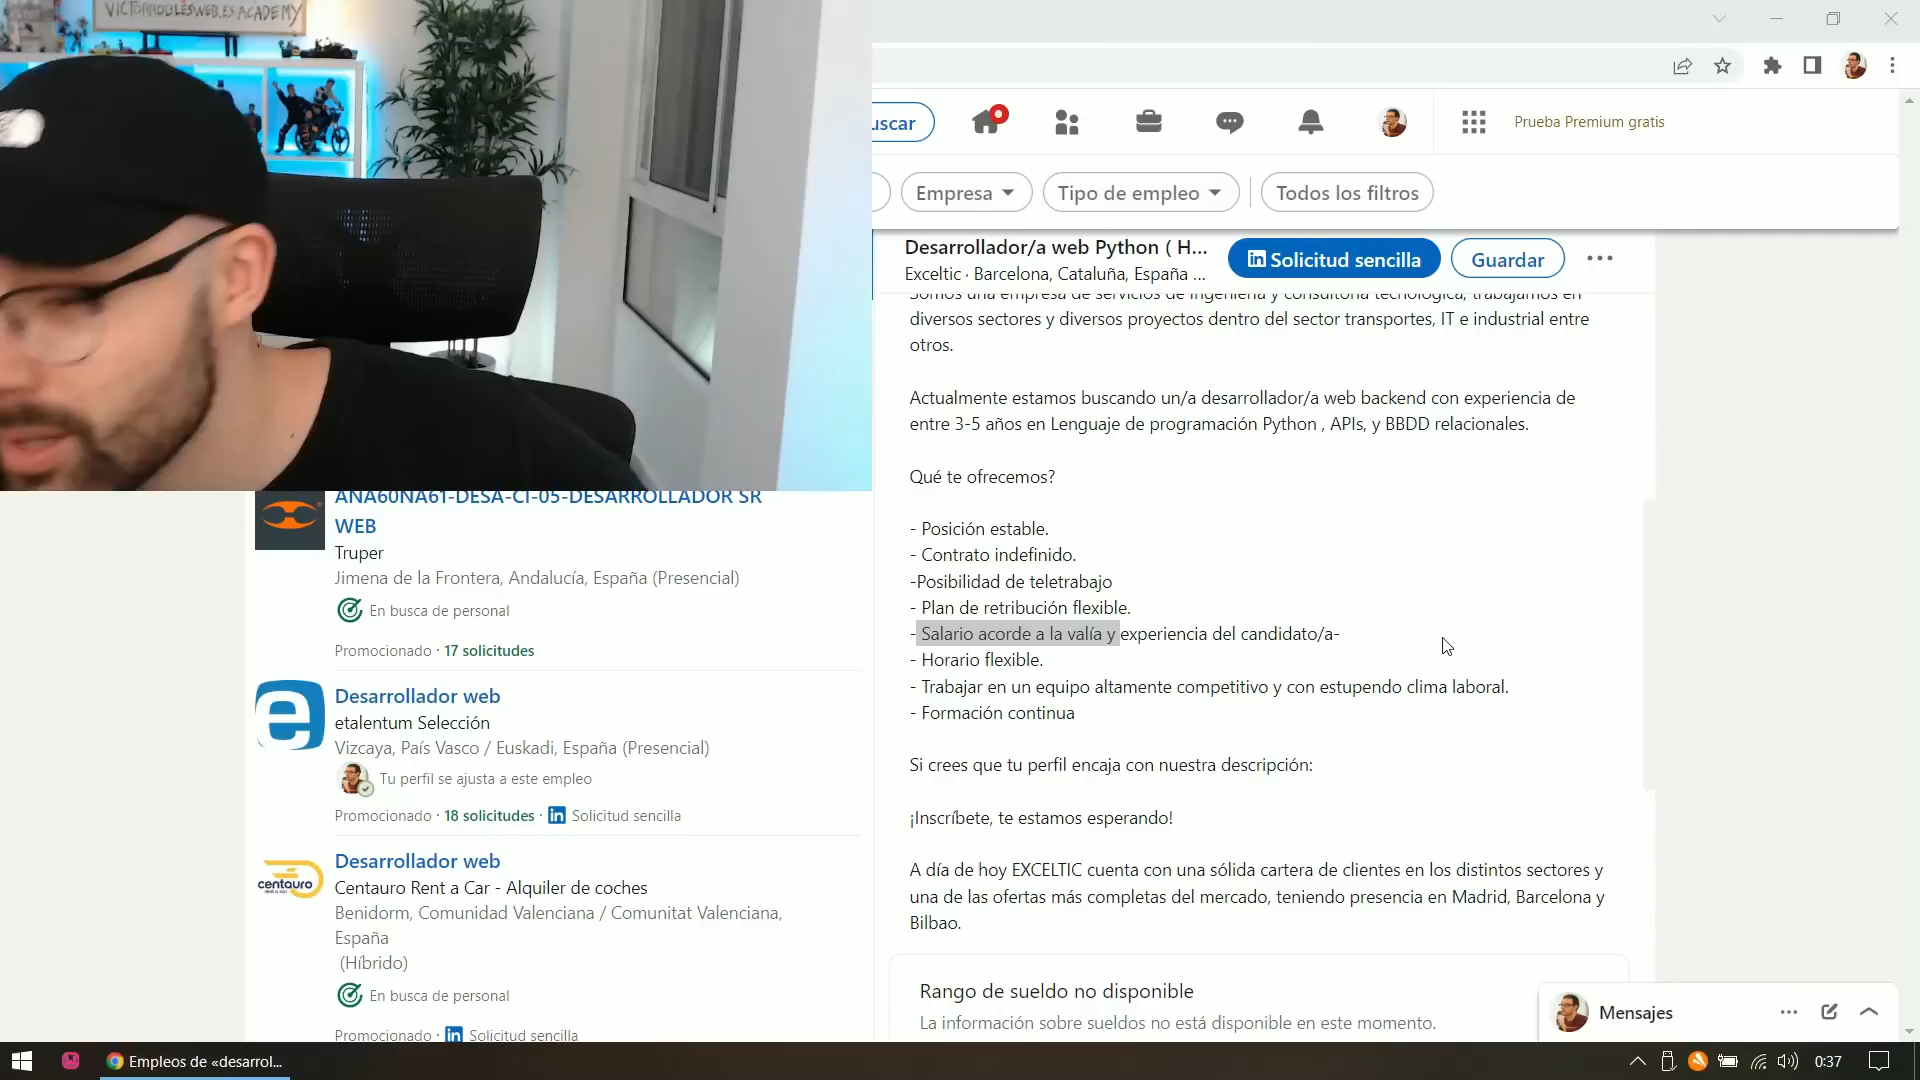 VICTORROBLESWEB.ES ACADEMY
uscar
Prueba Premium gratis
Empresa
Tipo de empleo
Todos los filtros
Desarrollador/a web Python ( H...
Exceltic · Barcelona, Cataluña, España ...
Solicitud sencilla
Guardar
Somos una empresa de servicios de ingeniería y consultoría tecnológica, trabajamos en
diversos sectores y diversos proyectos dentro del sector transportes, IT e industrial entre
otros.
Actualmente estamos buscando un/a desarrollador/a web backend con experiencia de
entre 3-5 años en Lenguaje de programación Python , APIs, y BBDD relacionales.
Qué te ofrecemos?
- Posición estable.
- Contrato indefinido.
-Posibilidad de teletrabajo
- Plan de retribución flexible.
- Salario acorde a la valía y experiencia del candidato/a-
- Horario flexible.
- Trabajar en un equipo altamente competitivo y con estupendo clima laboral.
- Formación continua
Si crees que tu perfil encaja con nuestra descripción:
¡Inscríbete, te estamos esperando!
A día de hoy EXCELTIC cuenta con una sólida cartera de clientes en los distintos sectores y
una de las ofertas más completas del mercado, teniendo presencia en Madrid, Barcelona y
Bilbao.
Rango de sueldo no disponible
La información sobre sueldos no está disponible en este momento.
ANA60NA61-DESA-CI-05-DESARROLLADOR SR
WEB
Truper
Jimena de la Frontera, Andalucía, España (Presencial)
En busca de personal
Promocionado · 17 solicitudes
Desarrollador web
etalentum Selección
Vizcaya, País Vasco / Euskadi, España (Presencial)
Tu perfil se ajusta a este empleo
Promocionado · 18 solicitudes · Solicitud sencilla
centauro
Desarrollador web
Centauro Rent a Car - Alquiler de coches
Benidorm, Comunidad Valenciana / Comunitat Valenciana,
España
(Híbrido)
En busca de personal
Promocionado · Solicitud sencilla
Mensajes
Empleos de «desarrol...
0:37